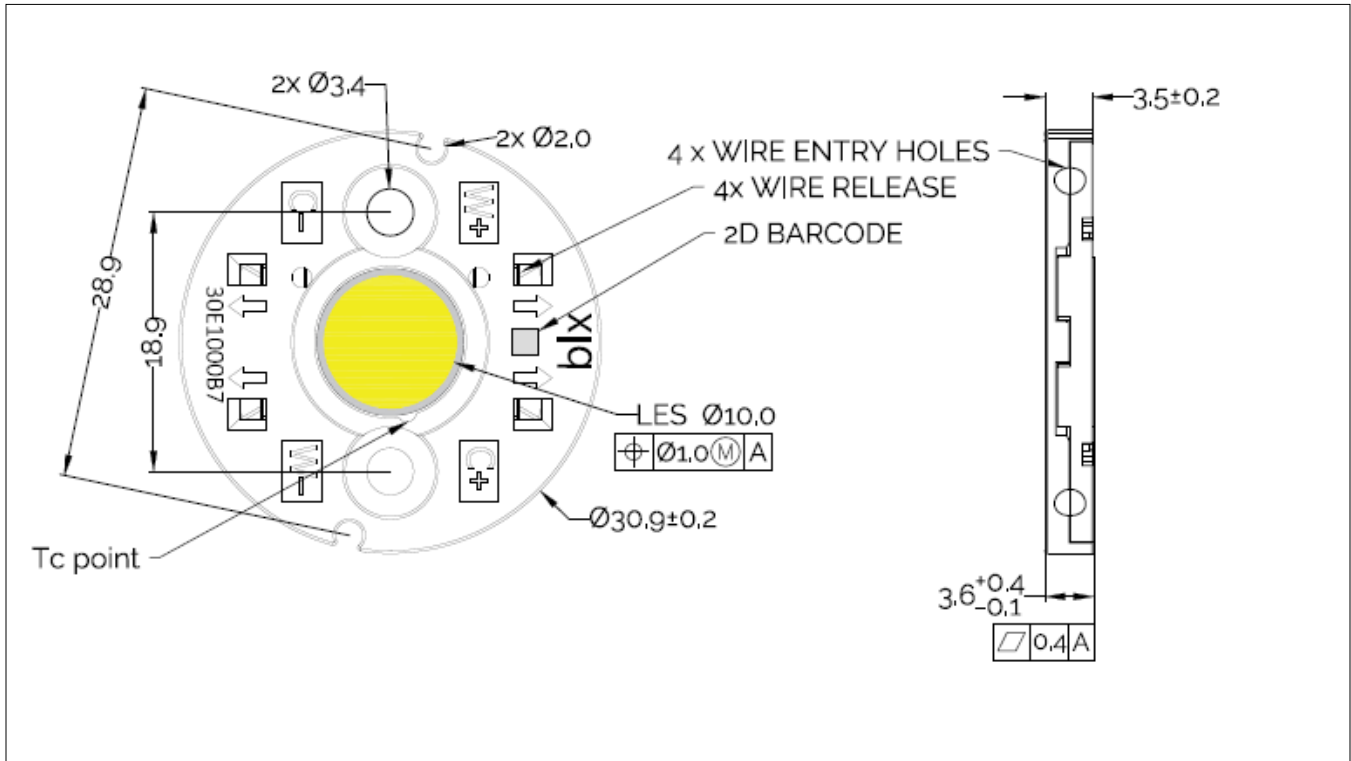 2x Ø3,4
2x Ø2,0
28,9
18,9
C
-
W
+
30E1000B7
blx
W
-
C
+
Tc point
4 x WIRE ENTRY HOLES
4x WIRE RELEASE
2D BARCODE
LES Ø10,0
⌖ Ø1,0 Ⓜ A
Ø30,9±0,2
3,5±0,2
3,6 +0,4
-0,1
⏥ 0,4 A